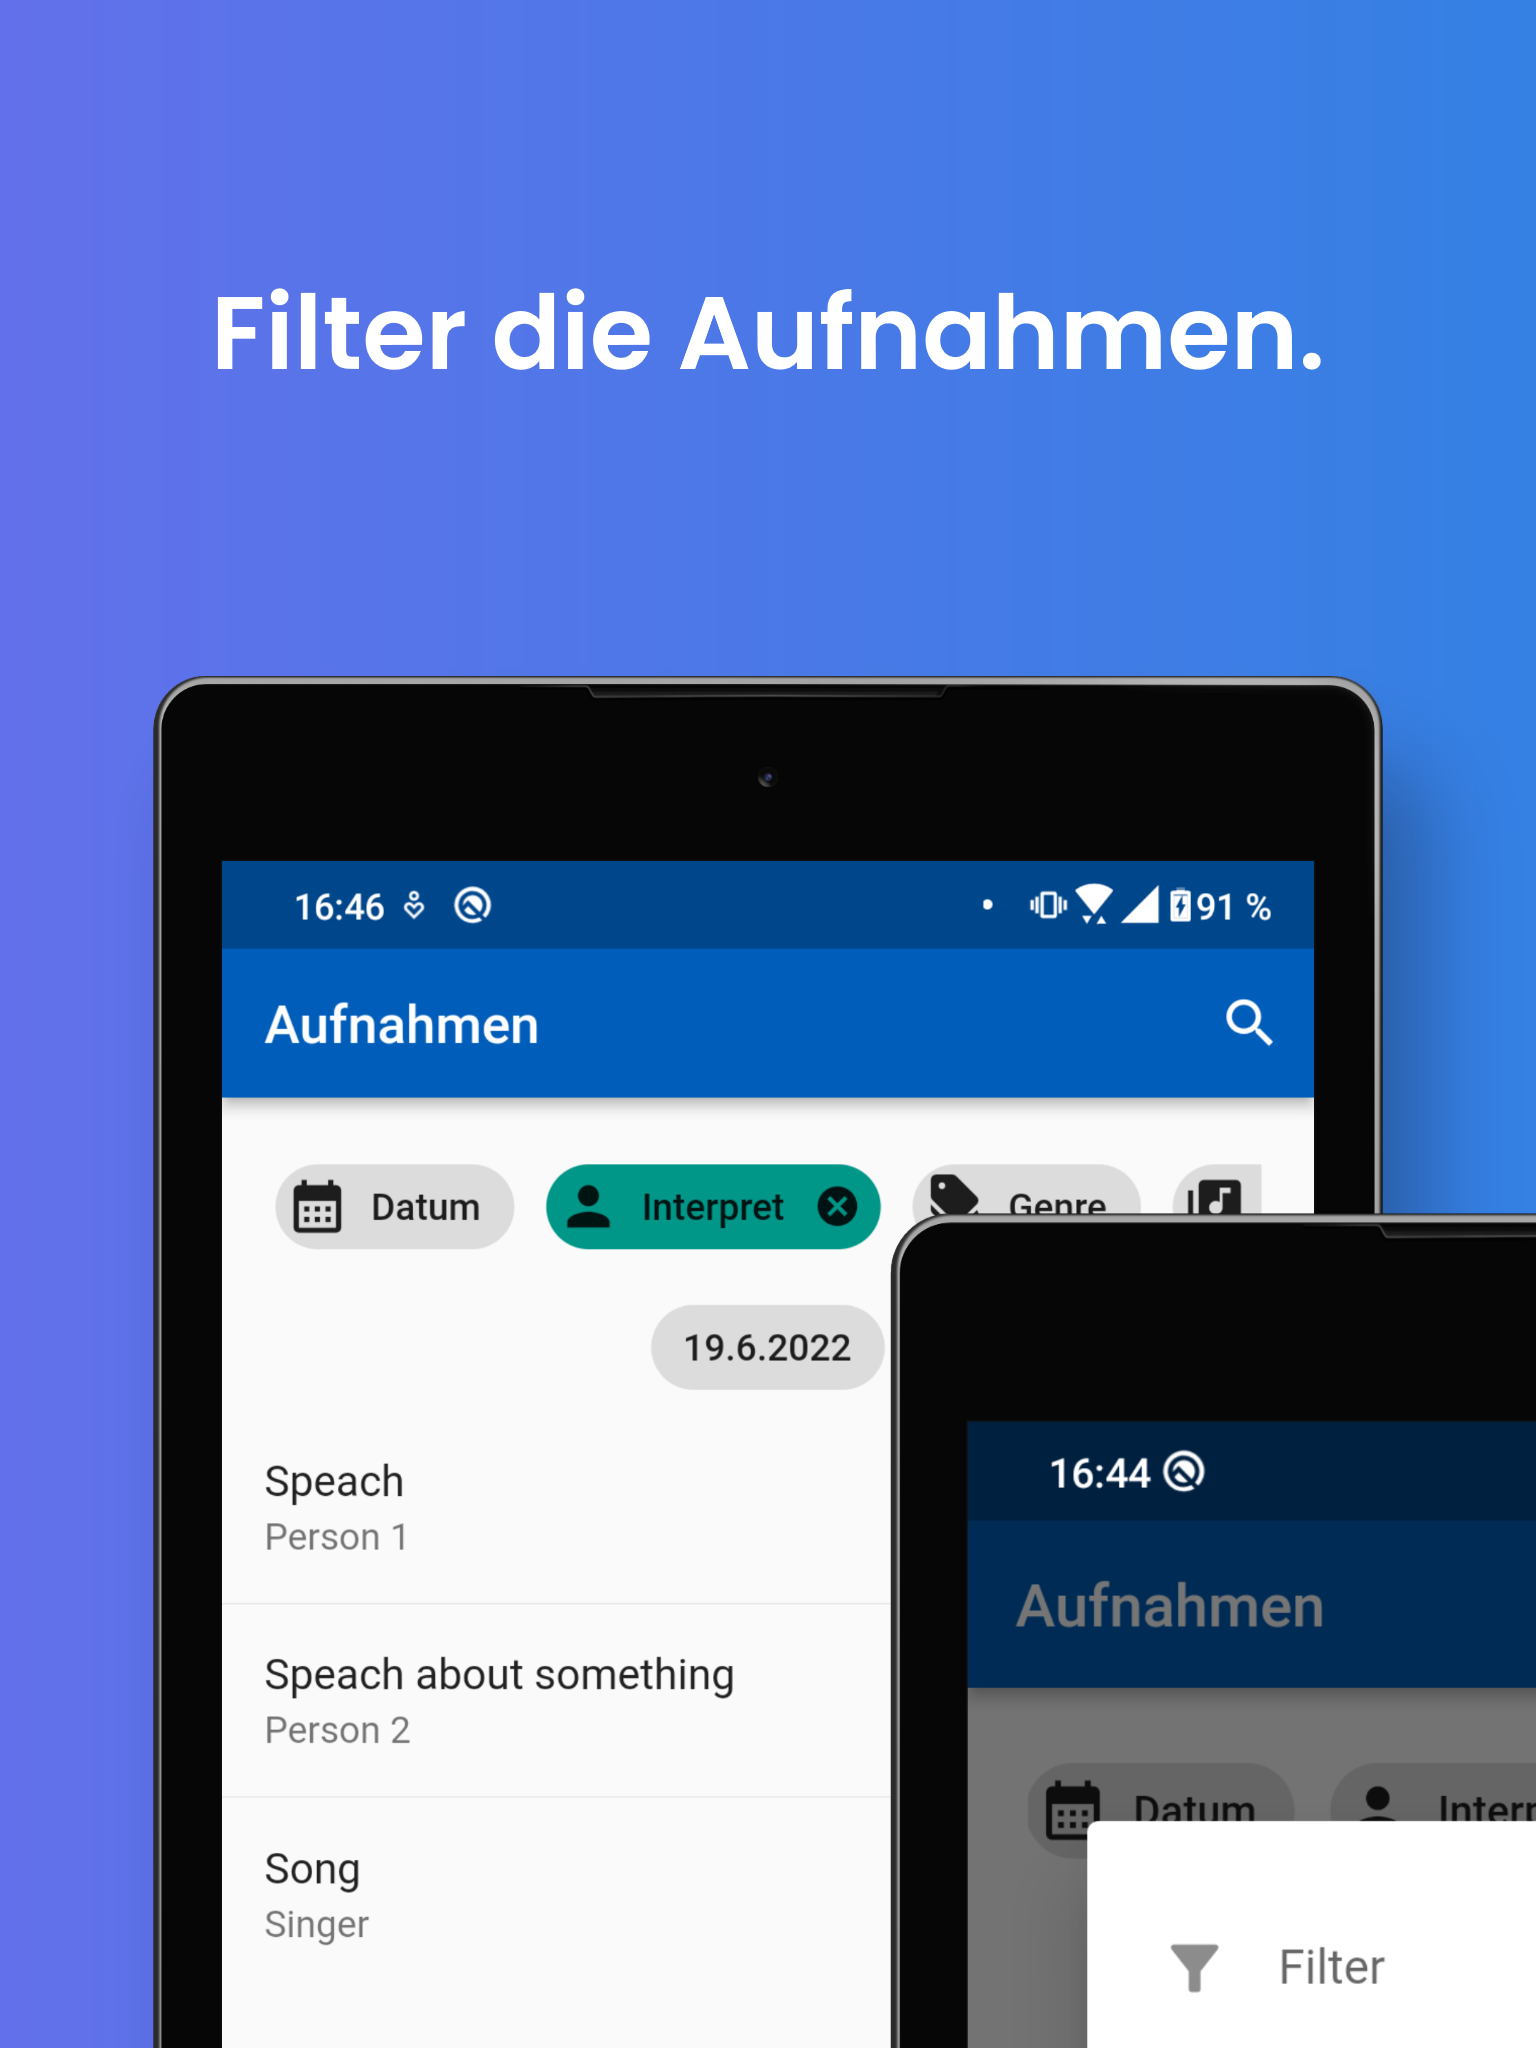 Filter die Aufnahmen.
16:46
91 %
Aufnahmen
Datum
Interpret
Genre
19.6.2022
Speach
Person 1
Speach about something
Person 2
Song
Singer
16:44
Aufnahmen
Datum
Filter